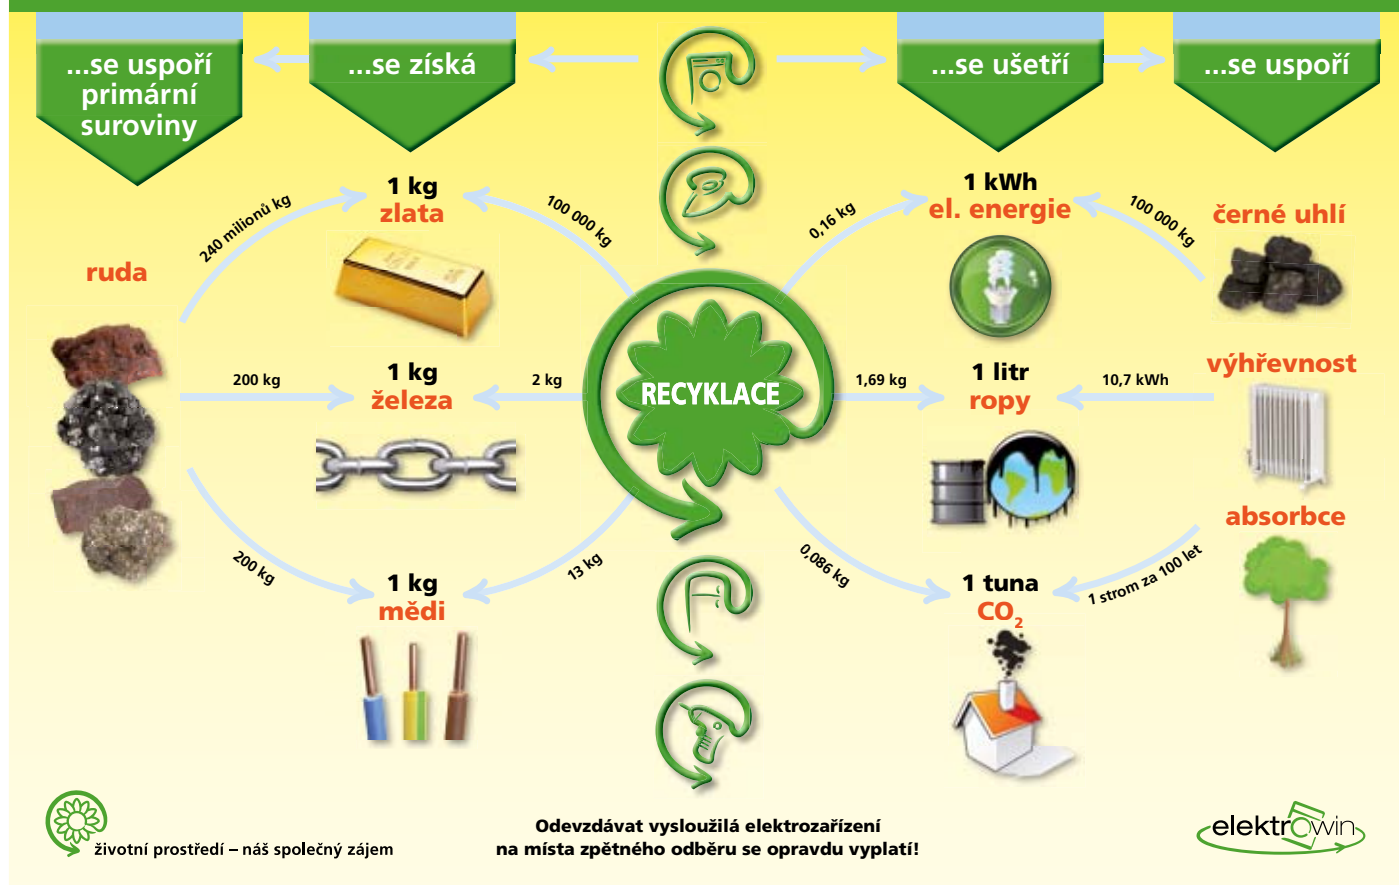 ...se uspoří
primární
suroviny
...se získá
...se ušetří
...se uspoří
ruda
240 milionů kg
200 kg
200 kg
1 kg
zlata
1 kg
železa
1 kg
mědi
100 000 kg
2 kg
13 kg
RECYKLACE
0,16 kg
1,69 kg
0,086 kg
1 kWh
el. energie
1 litr
ropy
1 tuna
CO₂
100 000 kg
10,7 kWh
1 strom za 100 let
černé uhlí
výhřevnost
absorbce
životní prostředí – náš společný zájem
Odevzdávat vysloužilá elektrozařízení
na místa zpětného odběru se opravdu vyplatí!
elektrowin